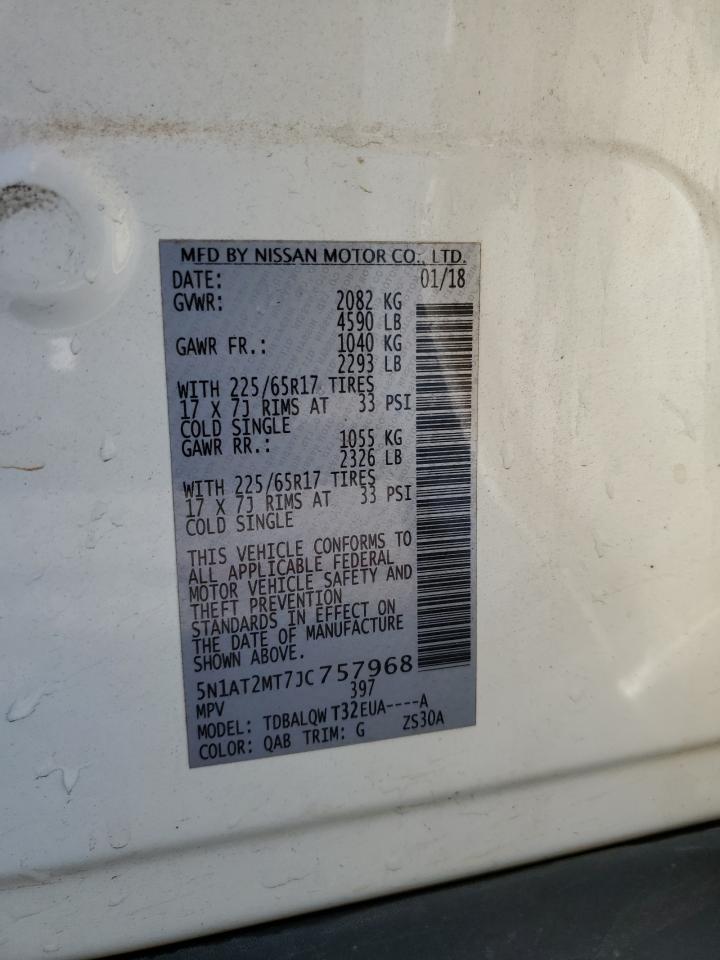 MFD BY NISSAN MOTOR CO., LTD.
DATE: 01/18
GVWR: 2082 KG
4590 LB
GAWR FR.: 1040 KG
2293 LB
WITH 225/65R17 TIRES
17 X 7J RIMS AT 33 PSI
COLD SINGLE
GAWR RR.: 1055 KG
2326 LB
WITH 225/65R17 TIRES
17 X 7J RIMS AT 33 PSI
COLD SINGLE
THIS VEHICLE CONFORMS TO
ALL APPLICABLE FEDERAL
MOTOR VEHICLE SAFETY AND
THEFT PREVENTION
STANDARDS IN EFFECT ON
THE DATE OF MANUFACTURE
SHOWN ABOVE.
5N1AT2MT7JC757968
MPV 397
MODEL: TDBALQW T32EUA----A
COLOR: QAB TRIM: G ZS30A